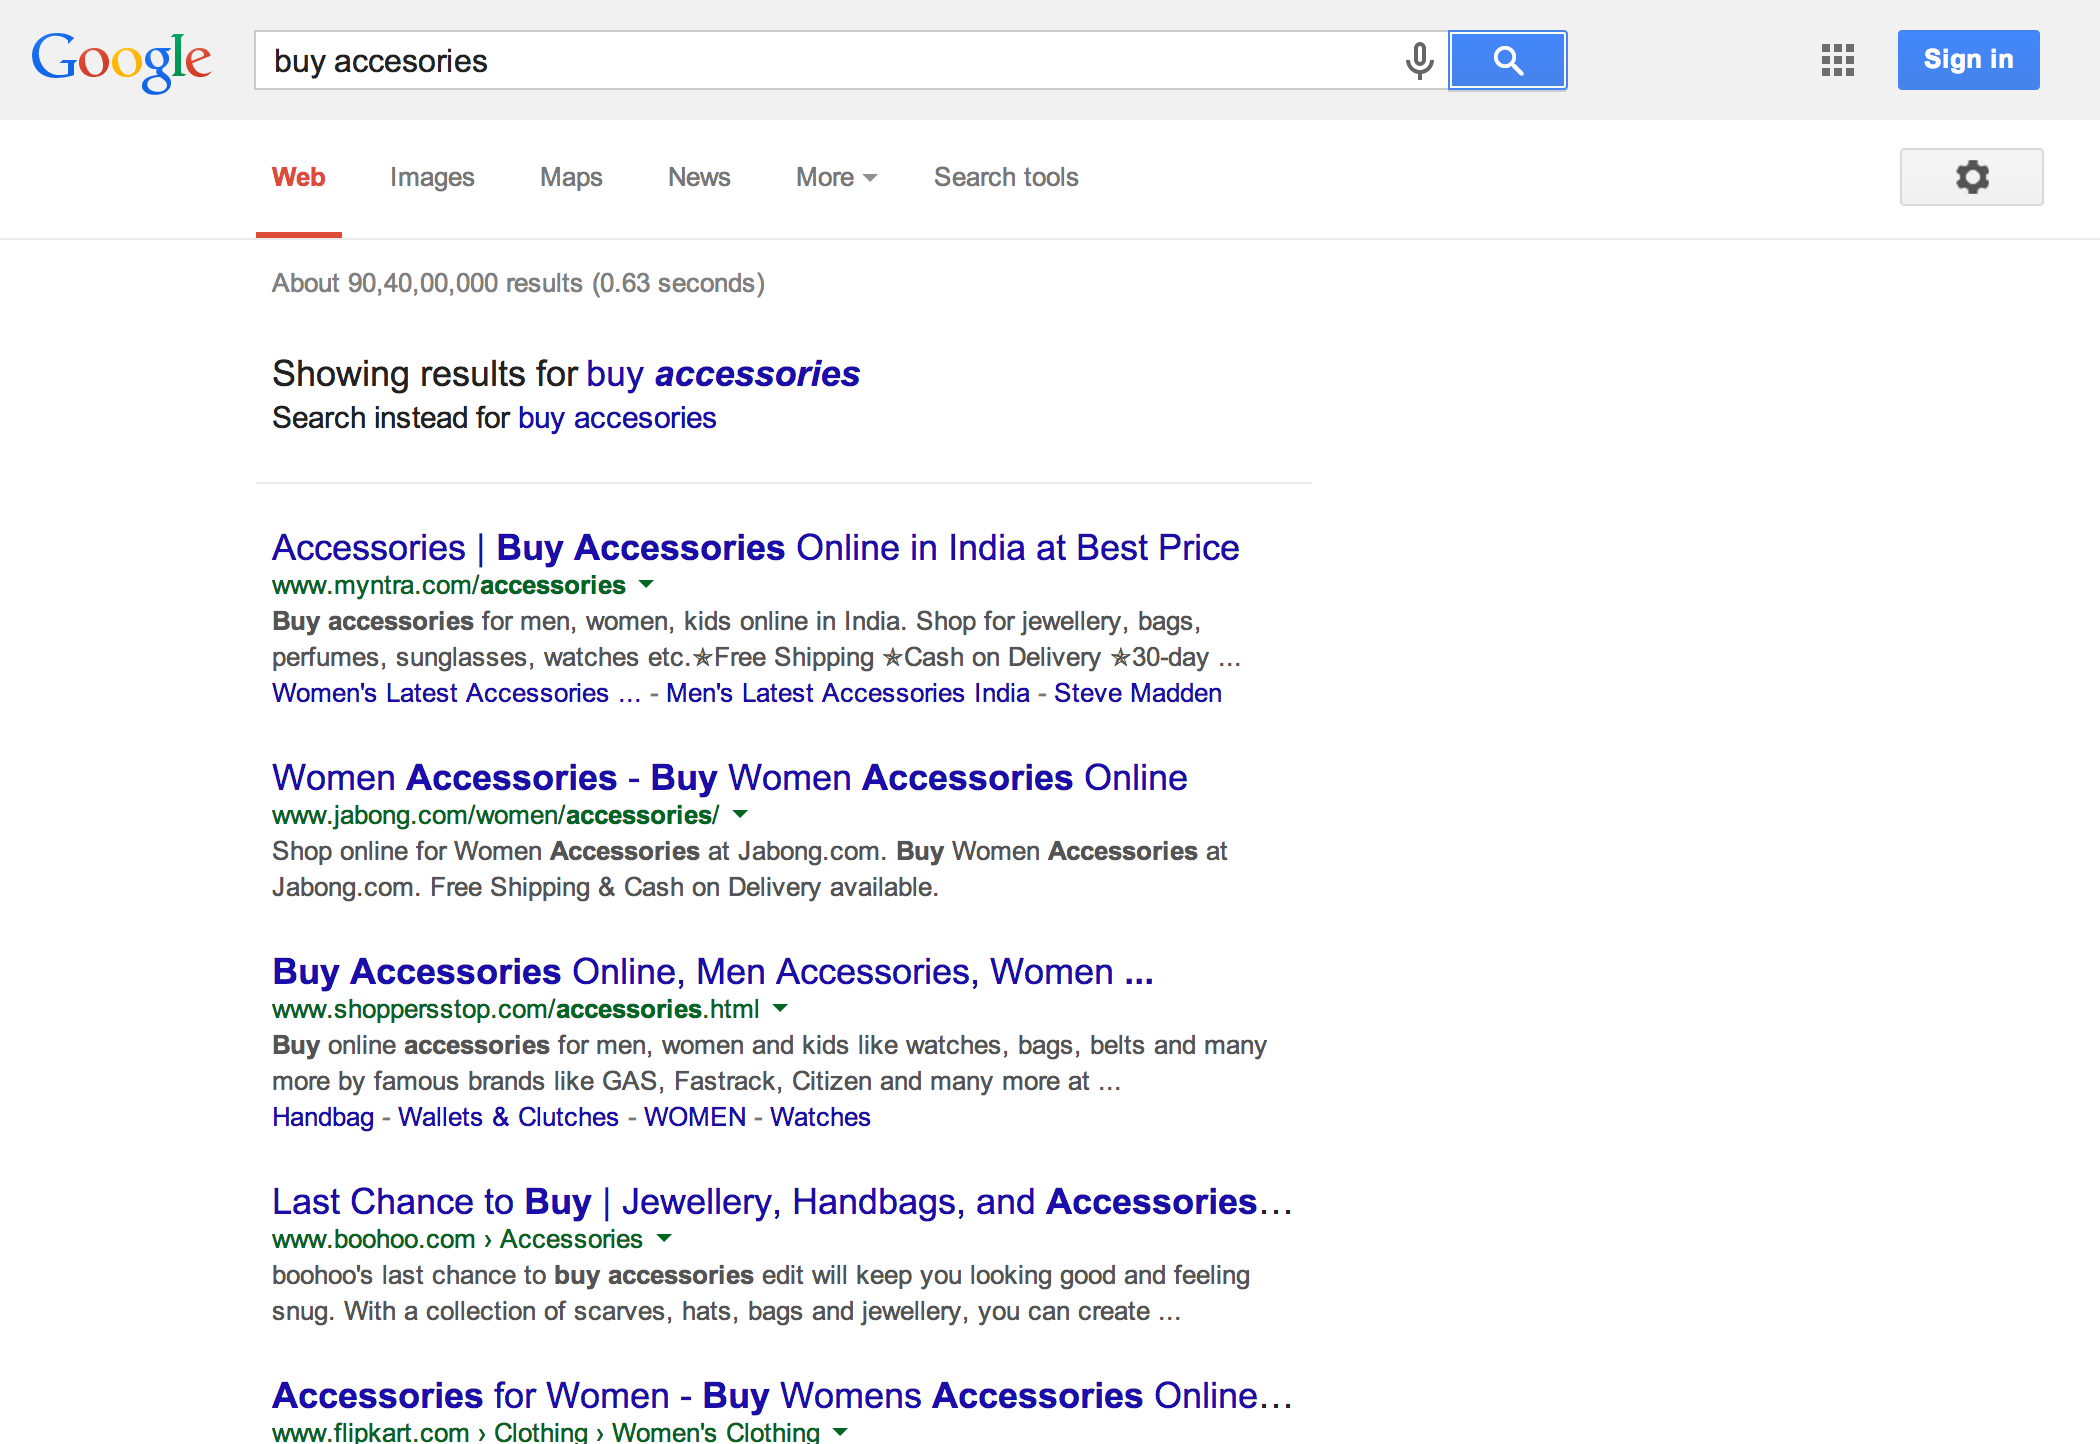 Google
buy accesories
Sign in
Web Images Maps News More Search tools
About 90,40,00,000 results (0.63 seconds)
Showing results for buy accessories
Search instead for buy accesories
Accessories | Buy Accessories Online in India at Best Price
www.myntra.com/accessories
Buy accessories for men, women, kids online in India. Shop for jewellery, bags,
perfumes, sunglasses, watches etc.✯Free Shipping ✯Cash on Delivery ✯30-day ...
Women's Latest Accessories ... - Men's Latest Accessories India - Steve Madden
Women Accessories - Buy Women Accessories Online
www.jabong.com/women/accessories/
Shop online for Women Accessories at Jabong.com. Buy Women Accessories at
Jabong.com. Free Shipping & Cash on Delivery available.
Buy Accessories Online, Men Accessories, Women ...
www.shoppersstop.com/accessories.html
Buy online accessories for men, women and kids like watches, bags, belts and many
more by famous brands like GAS, Fastrack, Citizen and many more at ...
Handbag - Wallets & Clutches - WOMEN - Watches
Last Chance to Buy | Jewellery, Handbags, and Accessories...
www.boohoo.com › Accessories
boohoo's last chance to buy accessories edit will keep you looking good and feeling
snug. With a collection of scarves, hats, bags and jewellery, you can create ...
Accessories for Women - Buy Womens Accessories Online...
www.flipkart.com › Clothing › Women's Clothing